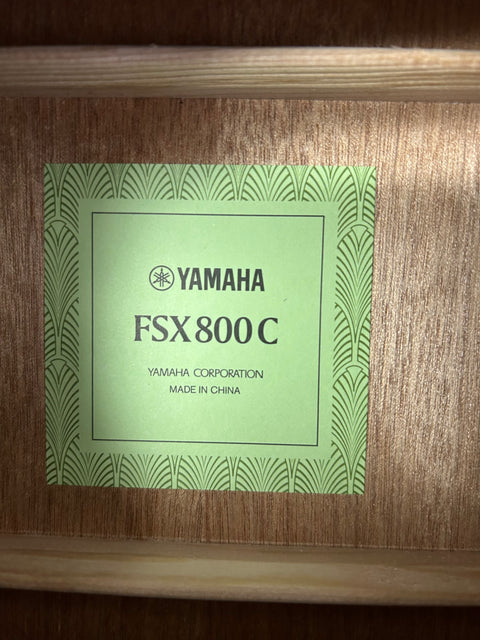 YAMAHA
FSX800C
YAMAHA CORPORATION
MADE IN CHINA